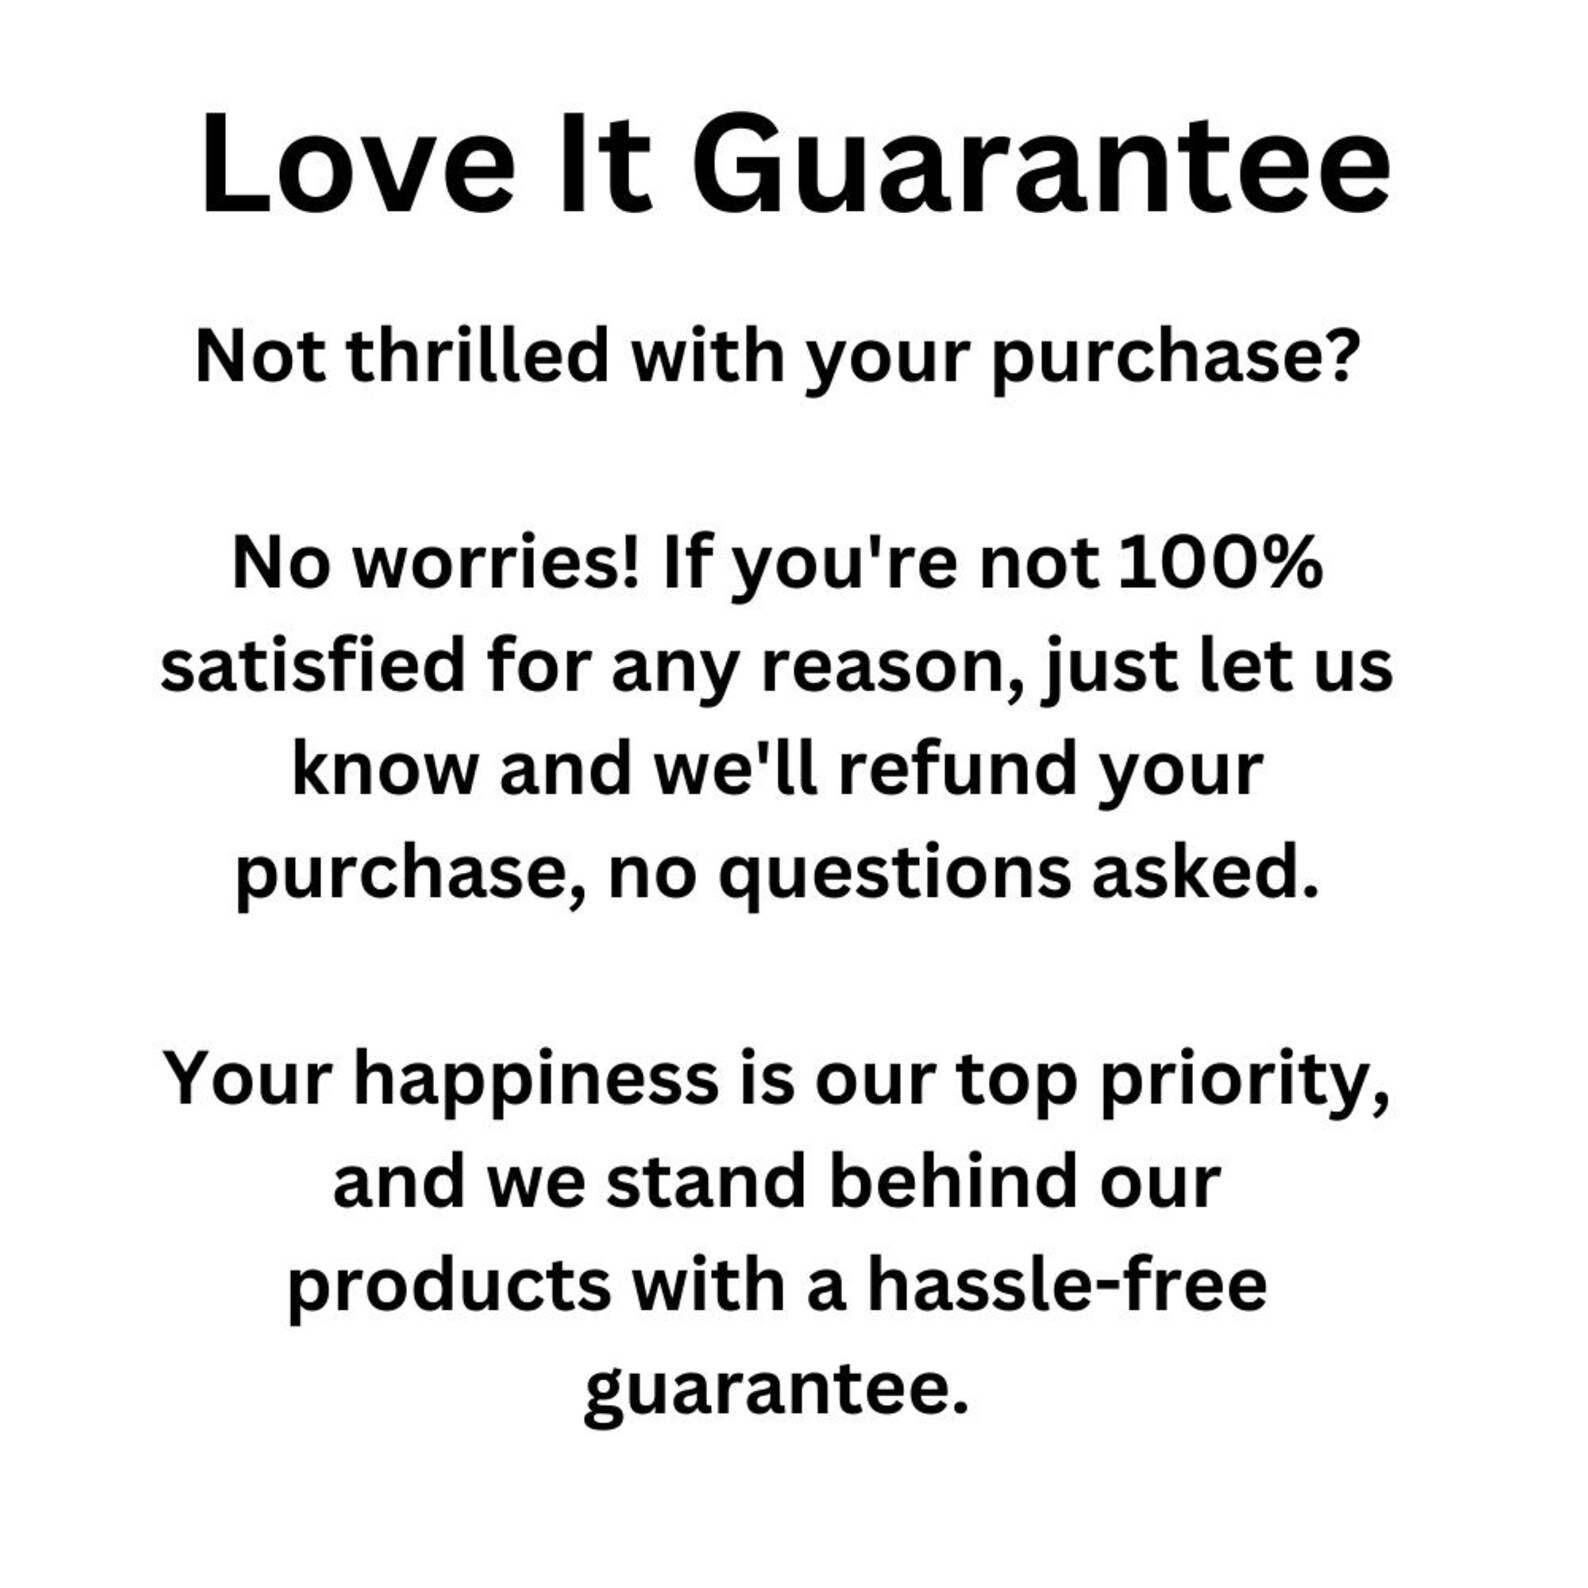 Love It Guarantee
Not thrilled with your purchase?
No worries! If you're not 100%
satisfied for any reason, just let us
know and we'll refund your
purchase, no questions asked.
Your happiness is our top priority,
and we stand behind our
products with a hassle-free
guarantee.